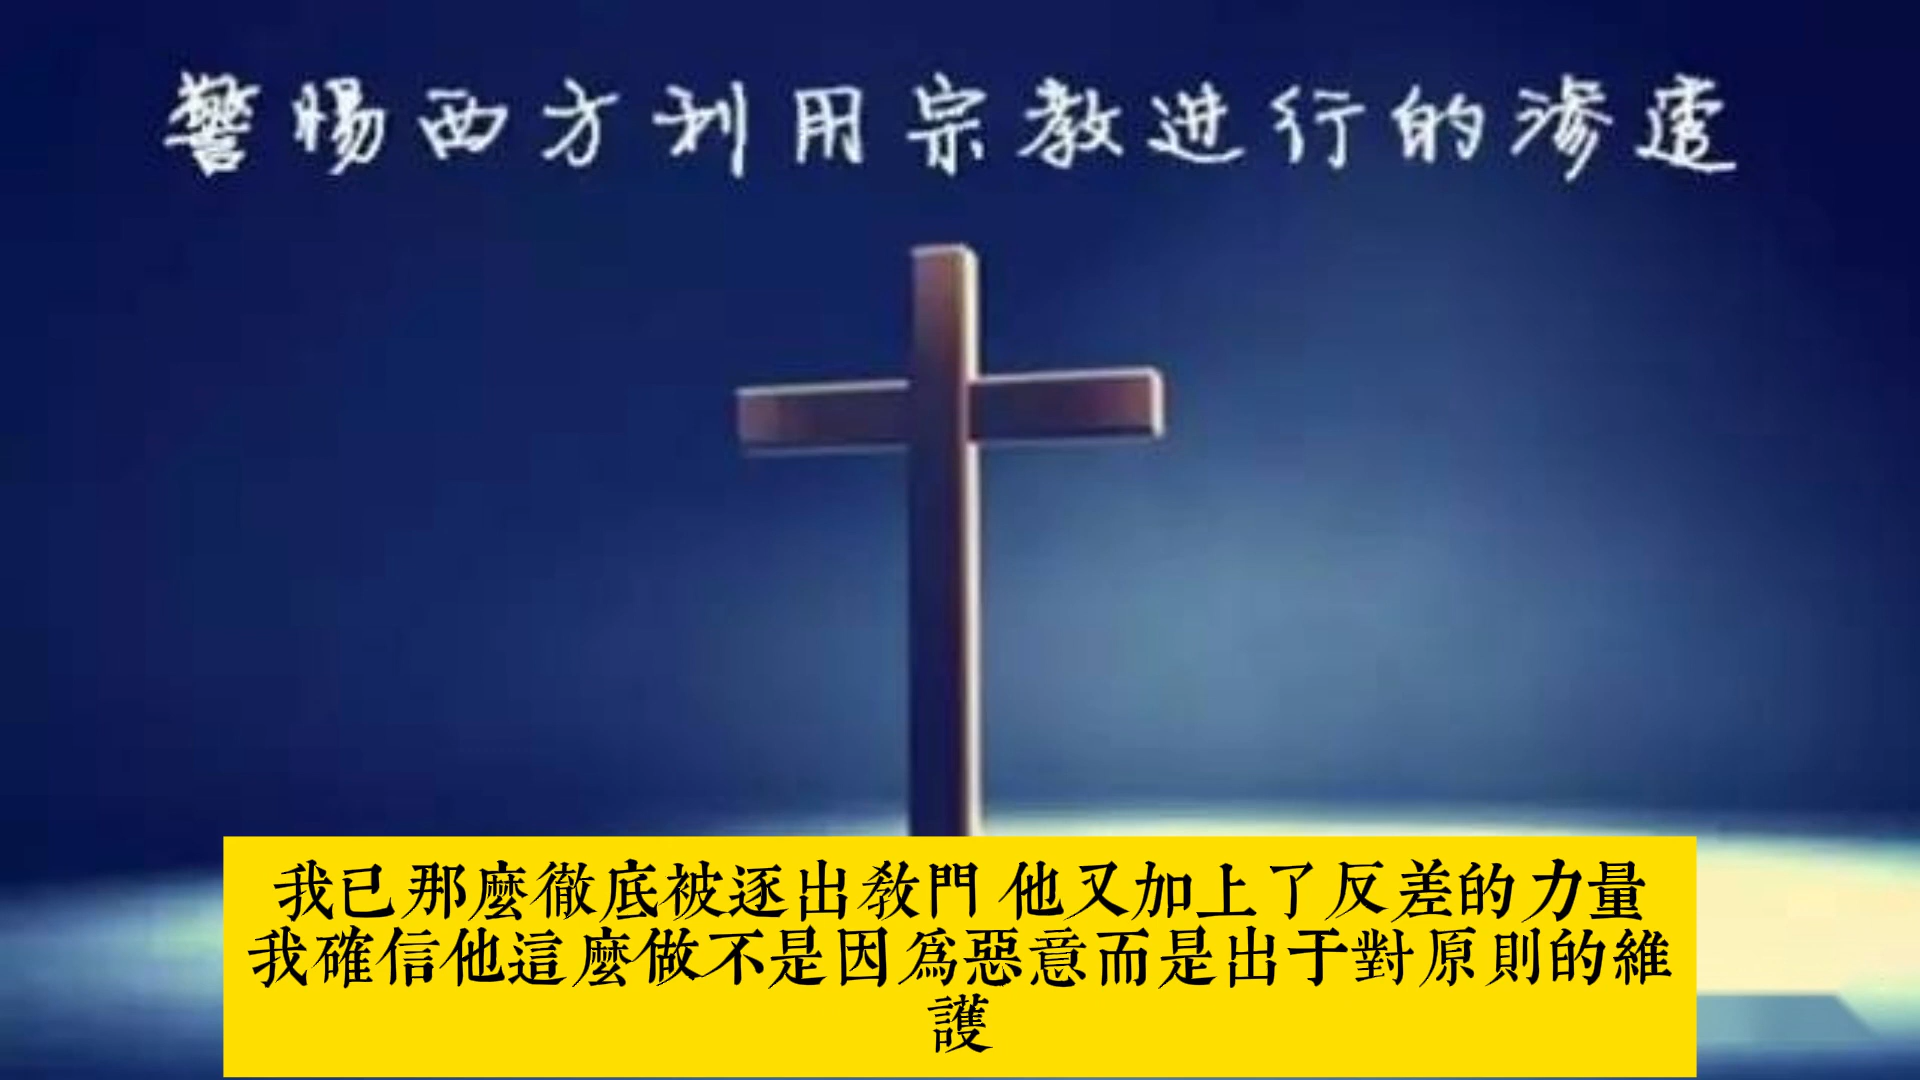 警惕西方利用宗教进行的渗透
我已那麼徹底被逐出教門 他又加上了反差的力量
我確信他這麼做不是因爲惡意而是出于對原則的維
護